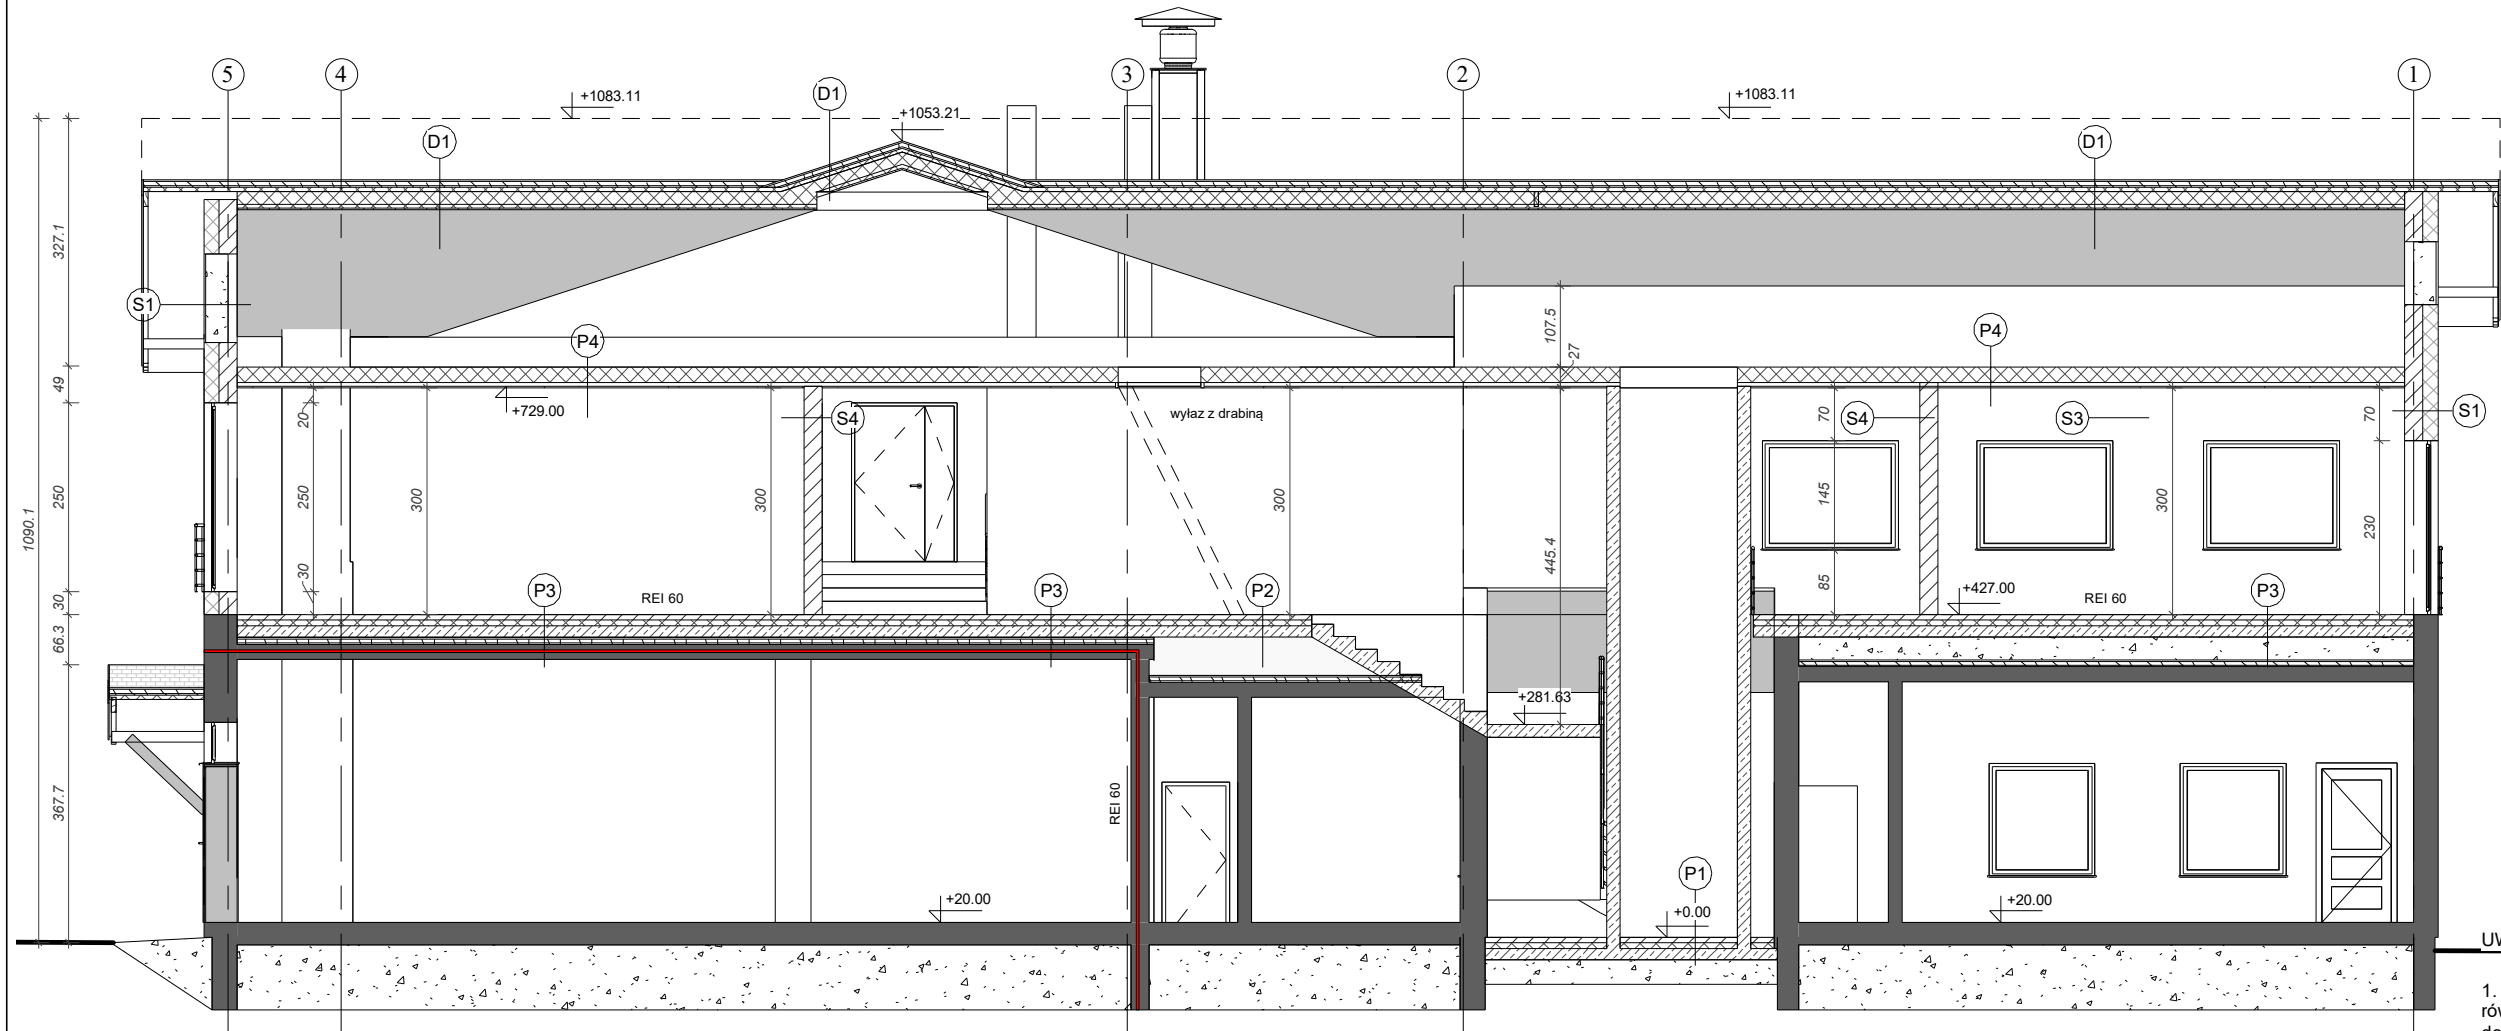 5
4
3
2
1
D1
+1083.11
+1053.21
+1083.11
D1
D1
327.1
S1
P4
107.5
27
P4
49
20
+729.00
S4
wyłaz z drabiną
70
S4
S3
70
S1
1090.1
250
250
300
300
300
445.4
145
300
230
30
30
P3
REI 60
P3
P2
85
+427.00
REI 60
P3
66.3
+281.63
367.7
REI 60
+20.00
P1
+0.00
+20.00
UW
1.
rów